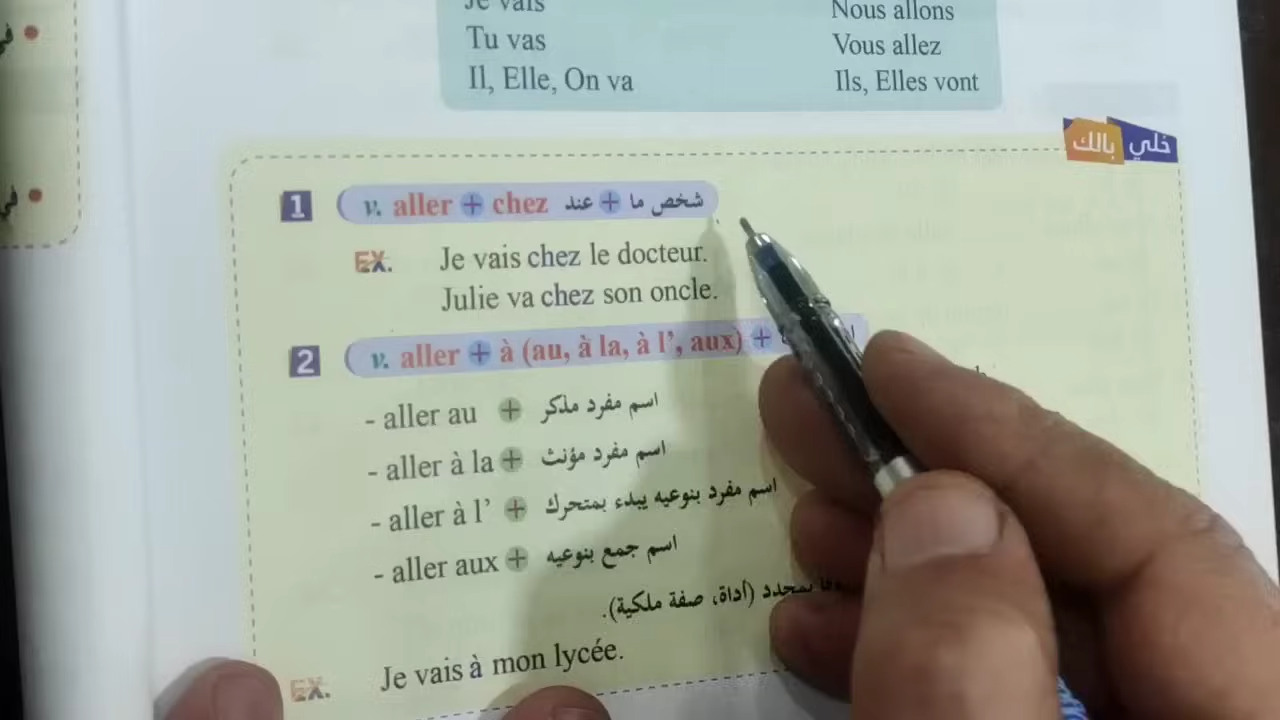 Je vais Nous allons
Tu vas Vous allez
Il, Elle, On va Ils, Elles vont
خلي بالك
1 v. aller + chez عند + شخص ما
EX. Je vais chez le docteur.
Julie va chez son oncle.
2 v. aller + à (au, à la, à l’, aux) +
- aller au + اسم مفرد مذكر
- aller à la + اسم مفرد مؤنث
- aller à l’ + اسم مفرد بنوعيه يبدء بمتحرك
- aller aux + اسم جمع بنوعيه
بمحدد (أداة، صفة ملكية).
EX. Je vais à mon lycée.